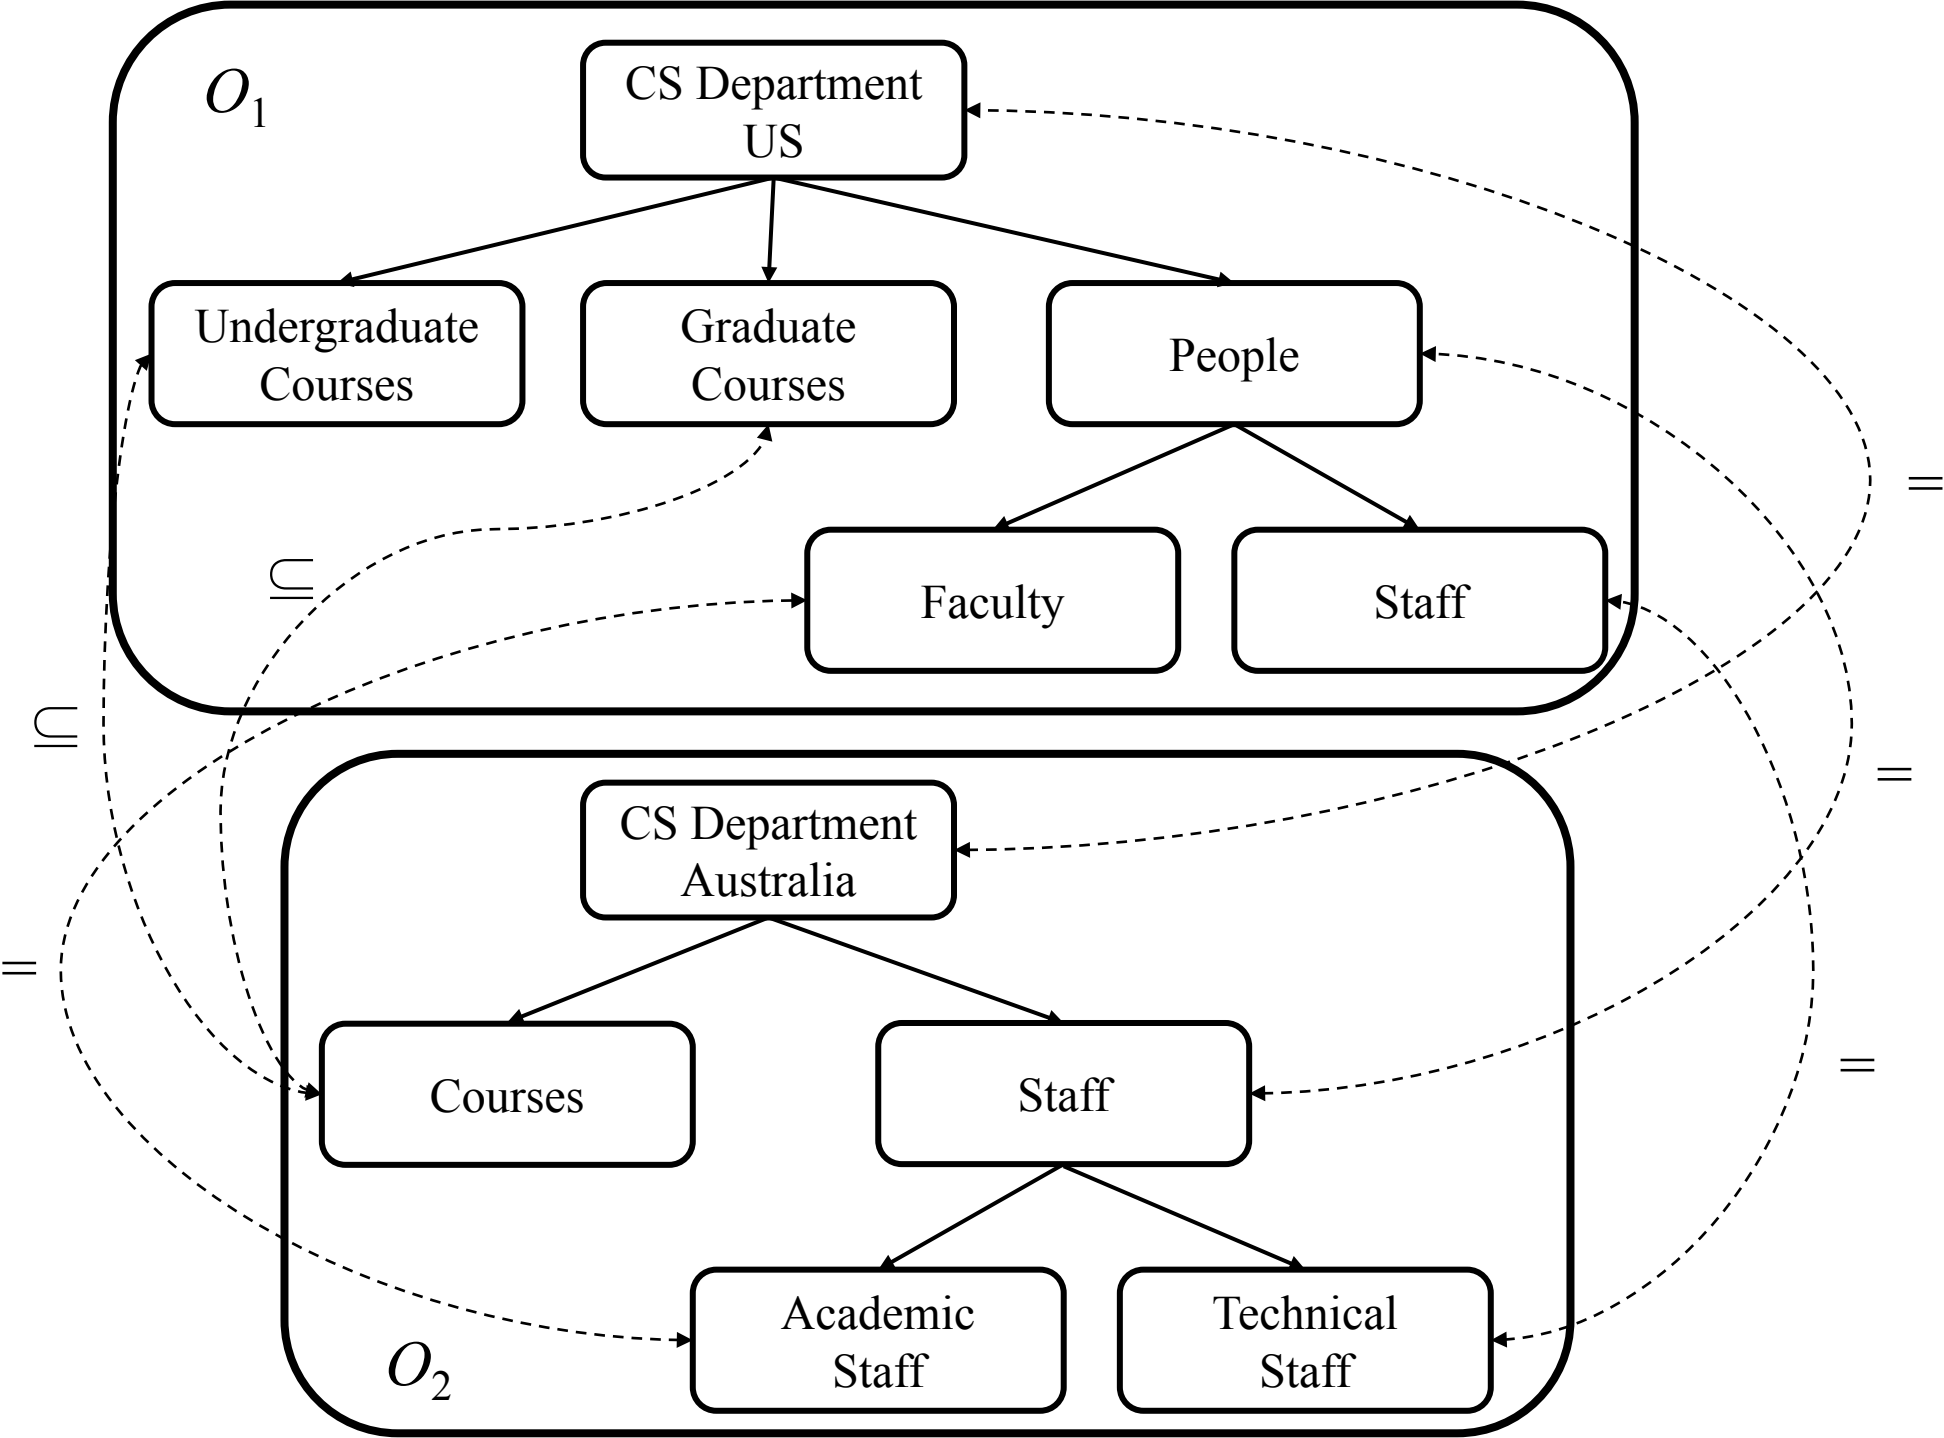 O₁
CS Department
US
=
Undergraduate
Courses
Graduate
Courses
People
⊆
Faculty
Staff
⊆
=
CS Department
Australia
=
=
Courses
Staff
Academic
Staff
Technical
Staff
O₂